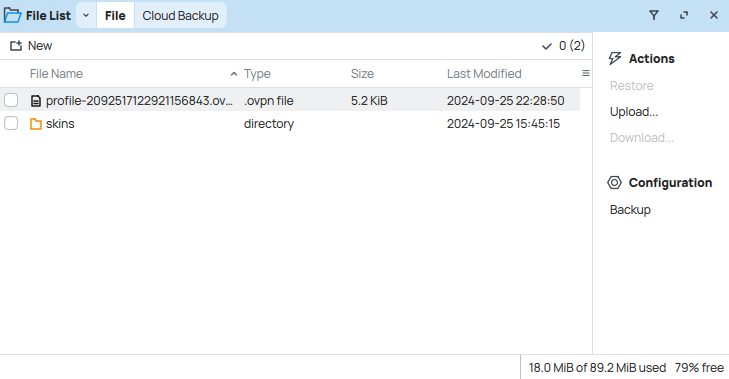 File List File Cloud Backup
New 0 (2)
File Name Type Size Last Modified
profile-2092517122921156843.ov... .ovpn file 5.2 KiB 2024-09-25 22:28:50
skins directory 2024-09-25 15:45:15
Actions
Restore
Upload...
Download...
Configuration
Backup
18.0 MiB of 89.2 MiB used 79% free